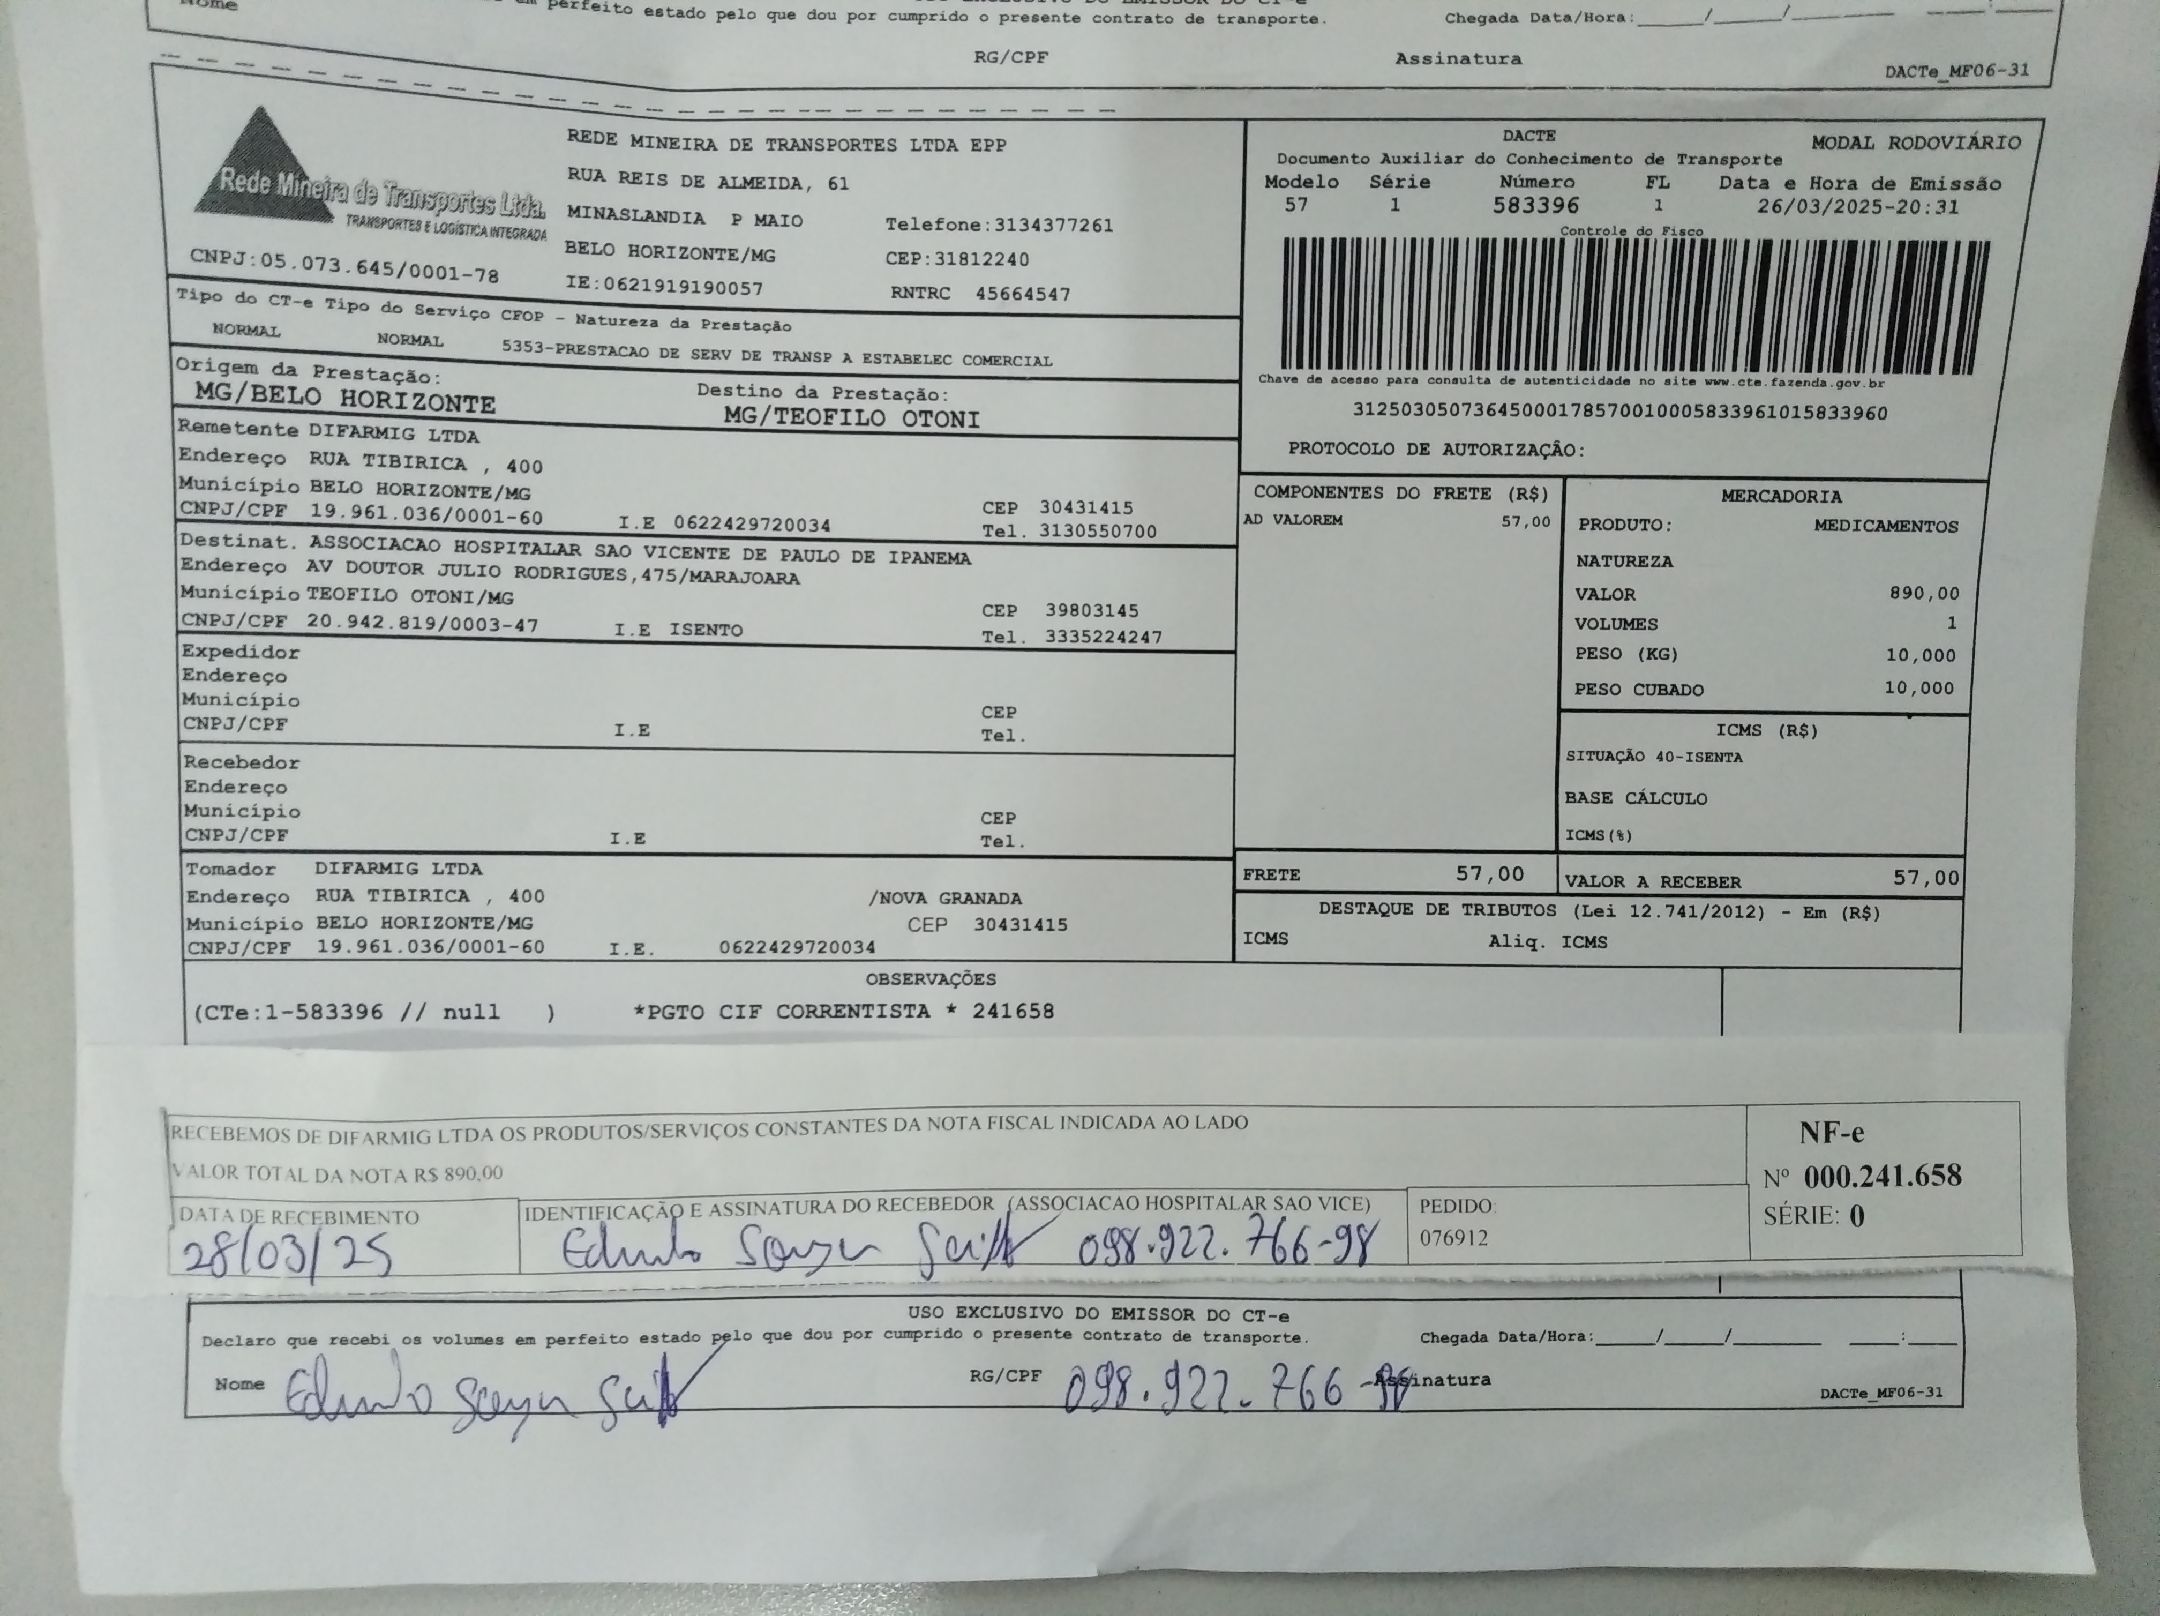 Nome
em perfeito estado pelo que dou por cumprido o presente contrato de transporte.
Chegada Data/Hora:____/____/____ __:__
RG/CPF Assinatura
DACTe_MF06-31
Rede Mineira de Transportes Ltda.
TRANSPORTES E LOGÍSTICA INTEGRADA
CNPJ:05.073.645/0001-78
REDE MINEIRA DE TRANSPORTES LTDA EPP
RUA REIS DE ALMEIDA, 61
MINASLANDIA P MAIO Telefone:3134377261
BELO HORIZONTE/MG CEP:31812240
IE:0621919190057 RNTRC 45664547
DACTE MODAL RODOVIÁRIO
Documento Auxiliar do Conhecimento de Transporte
Modelo Série Número FL Data e Hora de Emissão
57 1 583396 1 26/03/2025-20:31
Controle do Fisco
Chave de acesso para consulta de autenticidade no site www.cte.fazenda.gov.br
31250305073645000178570010005833961015833960
PROTOCOLO DE AUTORIZAÇÂO:
Tipo do CT-e Tipo do Serviço CFOP - Natureza da Prestação
NORMAL NORMAL 5353-PRESTACAO DE SERV DE TRANSP A ESTABELEC COMERCIAL
Origem da Prestação: Destino da Prestação:
MG/BELO HORIZONTE MG/TEOFILO OTONI
Remetente DIFARMIG LTDA
Endereço RUA TIBIRICA , 400
Município BELO HORIZONTE/MG CEP 30431415
CNPJ/CPF 19.961.036/0001-60 I.E 0622429720034 Tel. 3130550700
Destinat. ASSOCIACAO HOSPITALAR SAO VICENTE DE PAULO DE IPANEMA
Endereço AV DOUTOR JULIO RODRIGUES,475/MARAJOARA
Município TEOFILO OTONI/MG CEP 39803145
CNPJ/CPF 20.942.819/0003-47 I.E ISENTO Tel. 3335224247
Expedidor
Endereço
Município CEP
CNPJ/CPF I.E Tel.
Recebedor
Endereço
Município CEP
CNPJ/CPF I.E Tel.
Tomador DIFARMIG LTDA
Endereço RUA TIBIRICA , 400 /NOVA GRANADA
Município BELO HORIZONTE/MG CEP 30431415
CNPJ/CPF 19.961.036/0001-60 I.E. 0622429720034
COMPONENTES DO FRETE (R$)
AD VALOREM 57,00
MERCADORIA
PRODUTO: MEDICAMENTOS
NATUREZA
VALOR 890,00
VOLUMES 1
PESO (KG) 10,000
PESO CUBADO 10,000
ICMS (R$)
SITUAÇÃO 40-ISENTA
BASE CÁLCULO
ICMS(%)
FRETE 57,00 VALOR A RECEBER 57,00
DESTAQUE DE TRIBUTOS (Lei 12.741/2012) - Em (R$)
ICMS Aliq. ICMS
OBSERVAÇÕES
(CTe:1-583396 // null ) *PGTO CIF CORRENTISTA * 241658
RECEBEMOS DE DIFARMIG LTDA OS PRODUTOS/SERVIÇOS CONSTANTES DA NOTA FISCAL INDICADA AO LADO
VALOR TOTAL DA NOTA R$ 890,00
DATA DE RECEBIMENTO
28/03/25
IDENTIFICAÇÃO E ASSINATURA DO RECEBEDOR (ASSOCIACAO HOSPITALAR SAO VICE)
098.922.766-98
PEDIDO:
076912
NF-e
Nº 000.241.658
SÉRIE: 0
USO EXCLUSIVO DO EMISSOR DO CT-e
Declaro que recebi os volumes em perfeito estado pelo que dou por cumprido o presente contrato de transporte. Chegada Data/Hora:____/____/____ __:__
Nome RG/CPF 098.922.766-98 Assinatura
DACTe_MF06-31